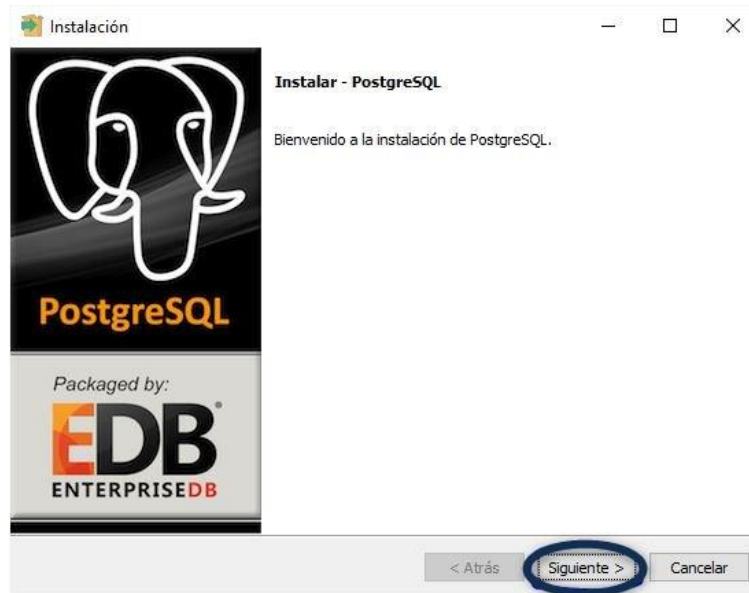 Instalación
Instalar - PostgreSQL
Bienvenido a la instalación de PostgreSQL.
PostgreSQL
Packaged by:
EDB
ENTERPRISEDB
< Atrás
Siguiente >
Cancelar